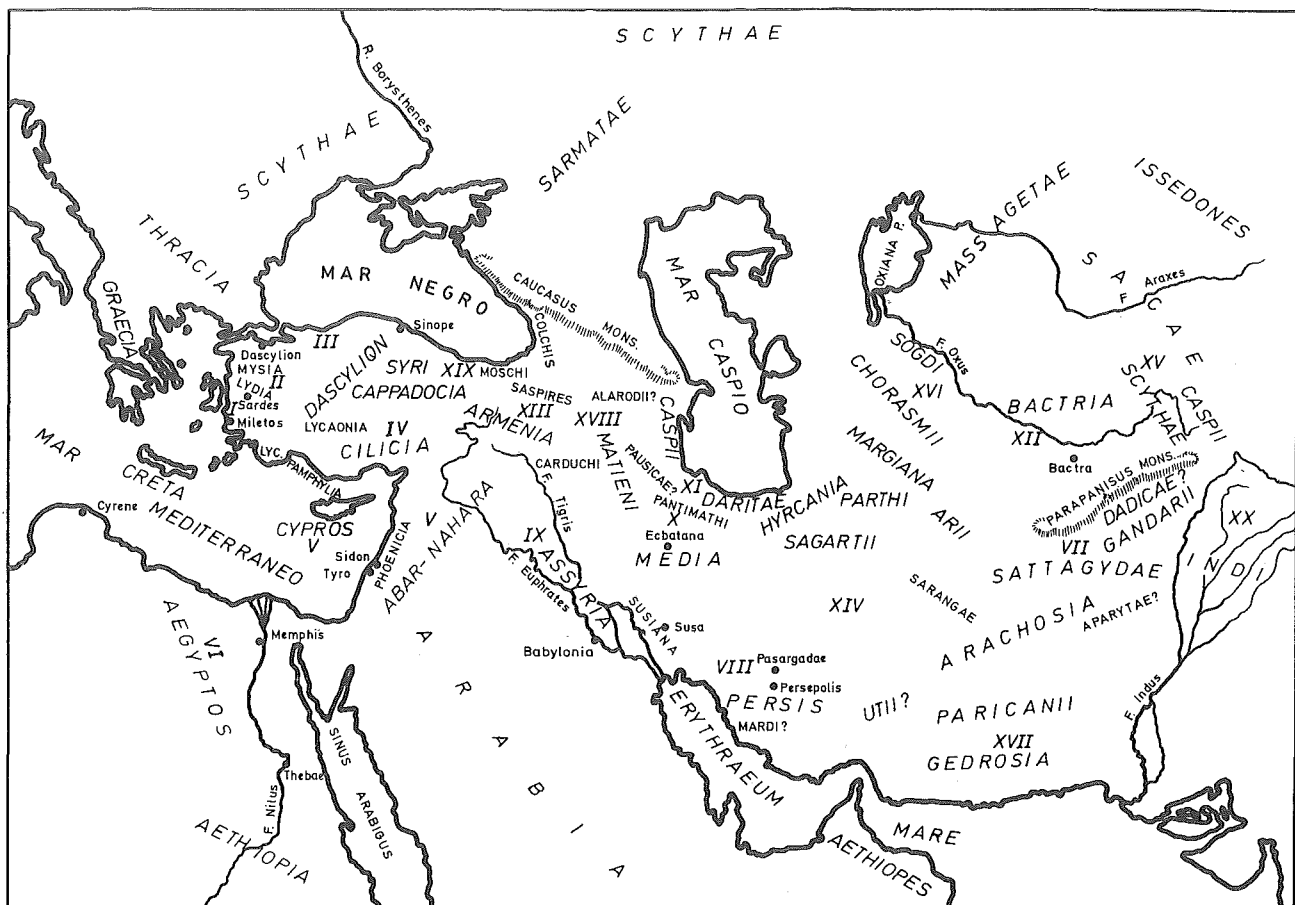 SCYTHAE
R. Borysthenes
SCYTHAE
SARMATAE
ISSEDONES
MASSAGETAE
SACAE
F. Araxes
OXIANA P.
THRACIA
GRAECIA
MAR NEGRO
CAUCASUS MONS.
COLCHIS
MAR CASPIO
Sinope
III
Dascylion
MYSIA
II
LYDIA
Sardes
I
Miletos
DASCYLION
SYRI
XIX
MOSCHI
CAPPADOCIA
LYCAONIA
IV
CILICIA
LYC.
PAMPHYLIA
ARMENIA
SASPIRES
XIII
ALARODII?
XVIII
MATIENI
CASPII
PAUSICAE?
XI
PANTIMATHI
DARITAE
X
Ecbatana
MEDIA
HYRCANIA
PARTHI
SAGARTII
MARGIANA
ARII
SOGDI
F. Oxus
XVI
CHORASMII
BACTRIA
XII
Bactra
XV
SCYTHAE
CASPII
PARAPANISUS MONS.
DADICAE?
VII
GANDARII
SATTAGYDAE
XX
INDI
MAR MEDITERRANEO
CRETA
Cyrene
CYPROS
V
Sidon
Tyro
PHOENICIA
V
ABAR-NAHARA
CARDUCHI
F. Tigris
IX
ASSYRIA
F. Euphrates
Babylonia
SUSIANA
Susa
XIV
SARANGAE
ARACHOSIA
APARYTAE?
VIII
Pasargadae
Persepolis
PERSIS
MARDI?
UTII?
PARICANII
XVII
GEDROSIA
F. Indus
VI
AEGYPTOS
Memphis
Thebae
F. Nilus
SINUS ARABIGUS
ARABIA
AETHIOPIA
ERYTHRAEUM MARE
AETHIOPES